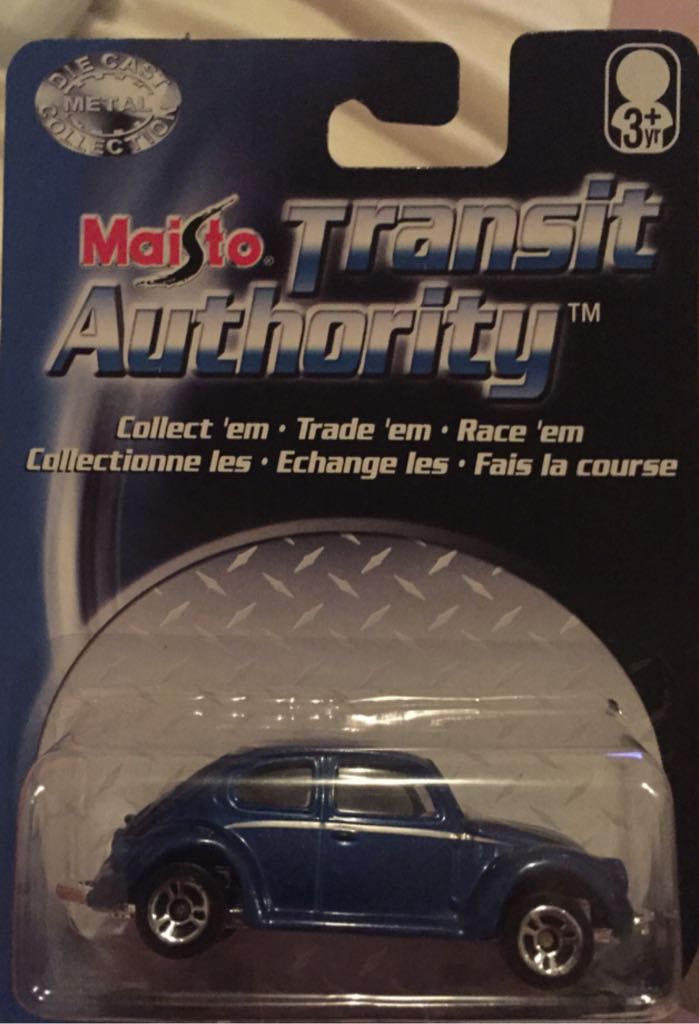 DIE CAST
METAL
COLLECTION
3+
yr
Maisto® Transit
Authority™
Collect 'em • Trade 'em • Race 'em
Collectionne les • Echange les • Fais la course